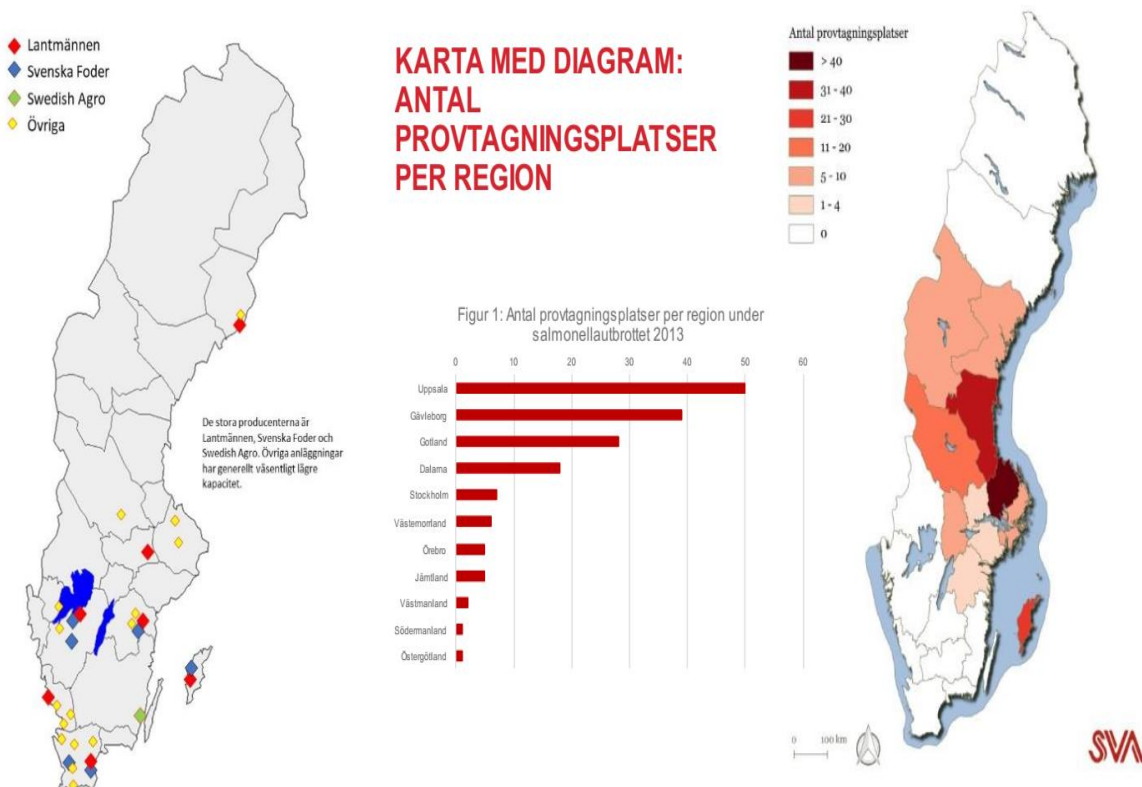 Lantmännen
Svenska Foder
Swedish Agro
Övriga
De stora producenterna är
Lantmännen, Svenska Foder och
Swedish Agro. Övriga anläggningar
har generellt väsentligt lägre
kapacitet.
KARTA MED DIAGRAM:
ANTAL
PROVTAGNINGSPLATSER
PER REGION
Figur 1: Antal provtagningsplatser per region under
salmonellautbrottet 2013
0 10 20 30 40 50 60
Uppsala
Gävleborg
Gotland
Dalarna
Stockholm
Västernorrland
Örebro
Jämtland
Västmanland
Södermanland
Östergötland
Antal provtagningsplatser
> 40
31 - 40
21 - 30
11 - 20
5 - 10
1 - 4
0
0 100 km
SVA